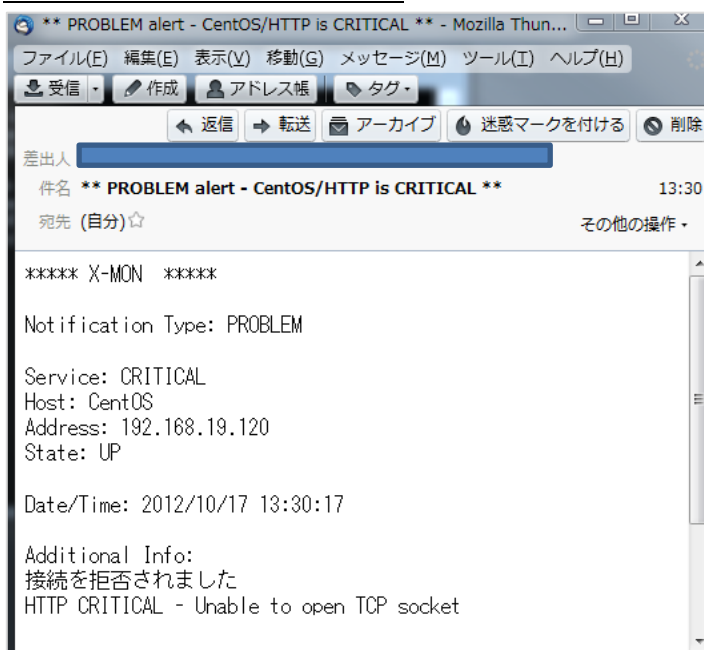 ** PROBLEM alert - CentOS/HTTP is CRITICAL ** - Mozilla Thun...
ファイル(F) 編集(E) 表示(V) 移動(G) メッセージ(M) ツール(T) ヘルプ(H)
受信 作成 アドレス帳 タグ
返信 転送 アーカイブ 迷惑マークを付ける 削除
差出人
件名 ** PROBLEM alert - CentOS/HTTP is CRITICAL ** 13:30
宛先 (自分) その他の操作
***** X-MON *****
Notification Type: PROBLEM
Service: CRITICAL
Host: CentOS
Address: 192.168.19.120
State: UP
Date/Time: 2012/10/17 13:30:17
Additional Info:
接続を拒否されました
HTTP CRITICAL - Unable to open TCP socket